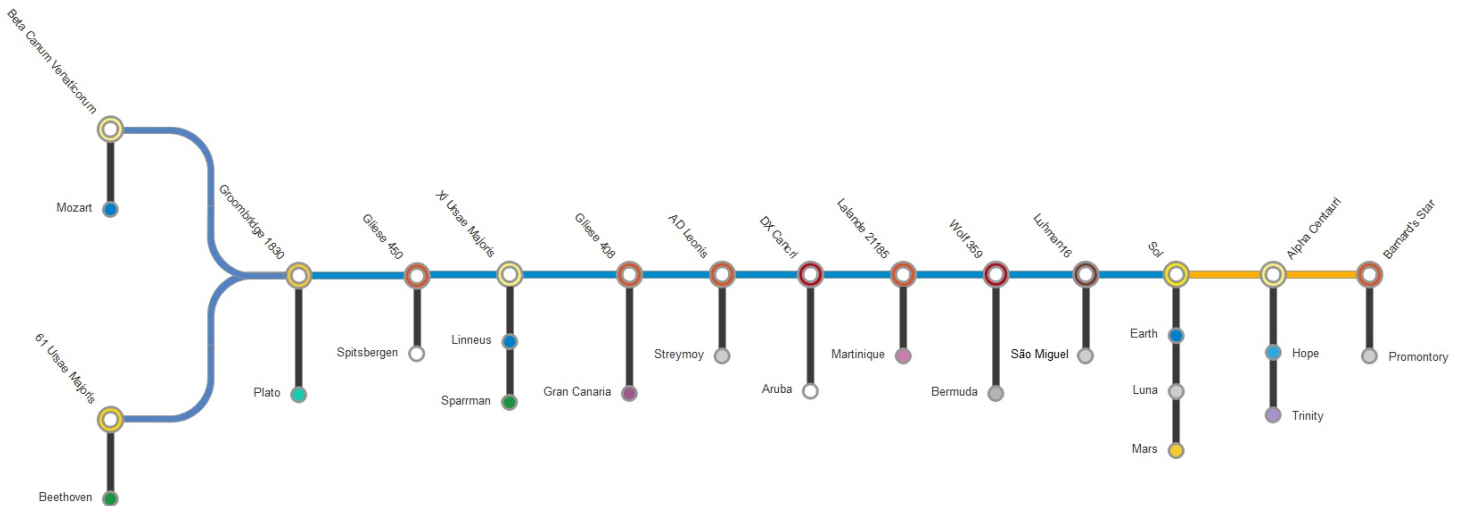 Beta Canum Venaticorum
Mozart
61 Ursae Majoris
Beethoven
Groombridge 1830
Plato
Gliese 450
Spitsbergen
Xi Ursae Majoris
Linneus
Sparrman
Gliese 408
Gran Canaria
AD Leonis
Streymoy
DX Cancri
Aruba
Lalande 21185
Martinique
Wolf 359
Bermuda
Luhman16
São Miguel
Sol
Earth
Luna
Mars
Alpha Centauri
Hope
Trinity
Barnard's Star
Promontory